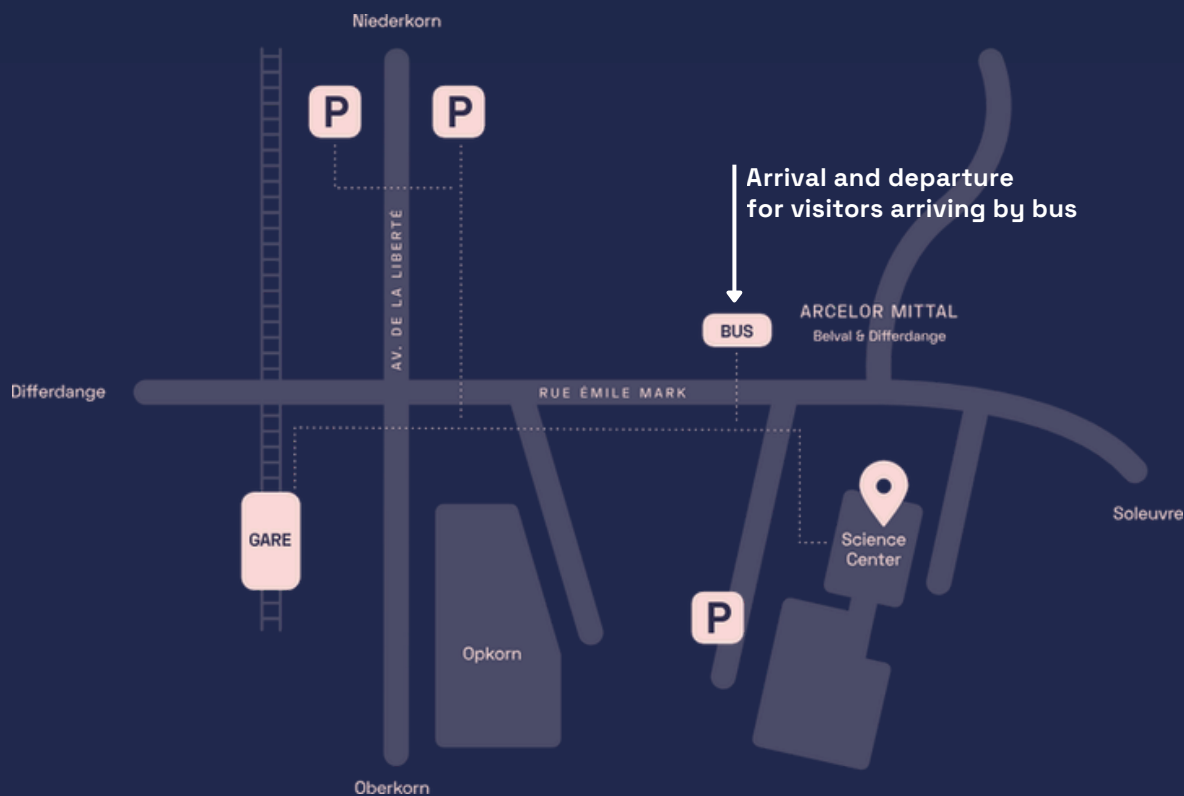 Niederkorn
P
P
Arrival and departure
for visitors arriving by bus
AV. DE LA LIBERTÉ
ARCELOR MITTAL
BUS
Belval & Differdange
Differdange
RUE ÉMILE MARK
Soleuvre
GARE
Science
Center
P
Opkorn
Oberkorn